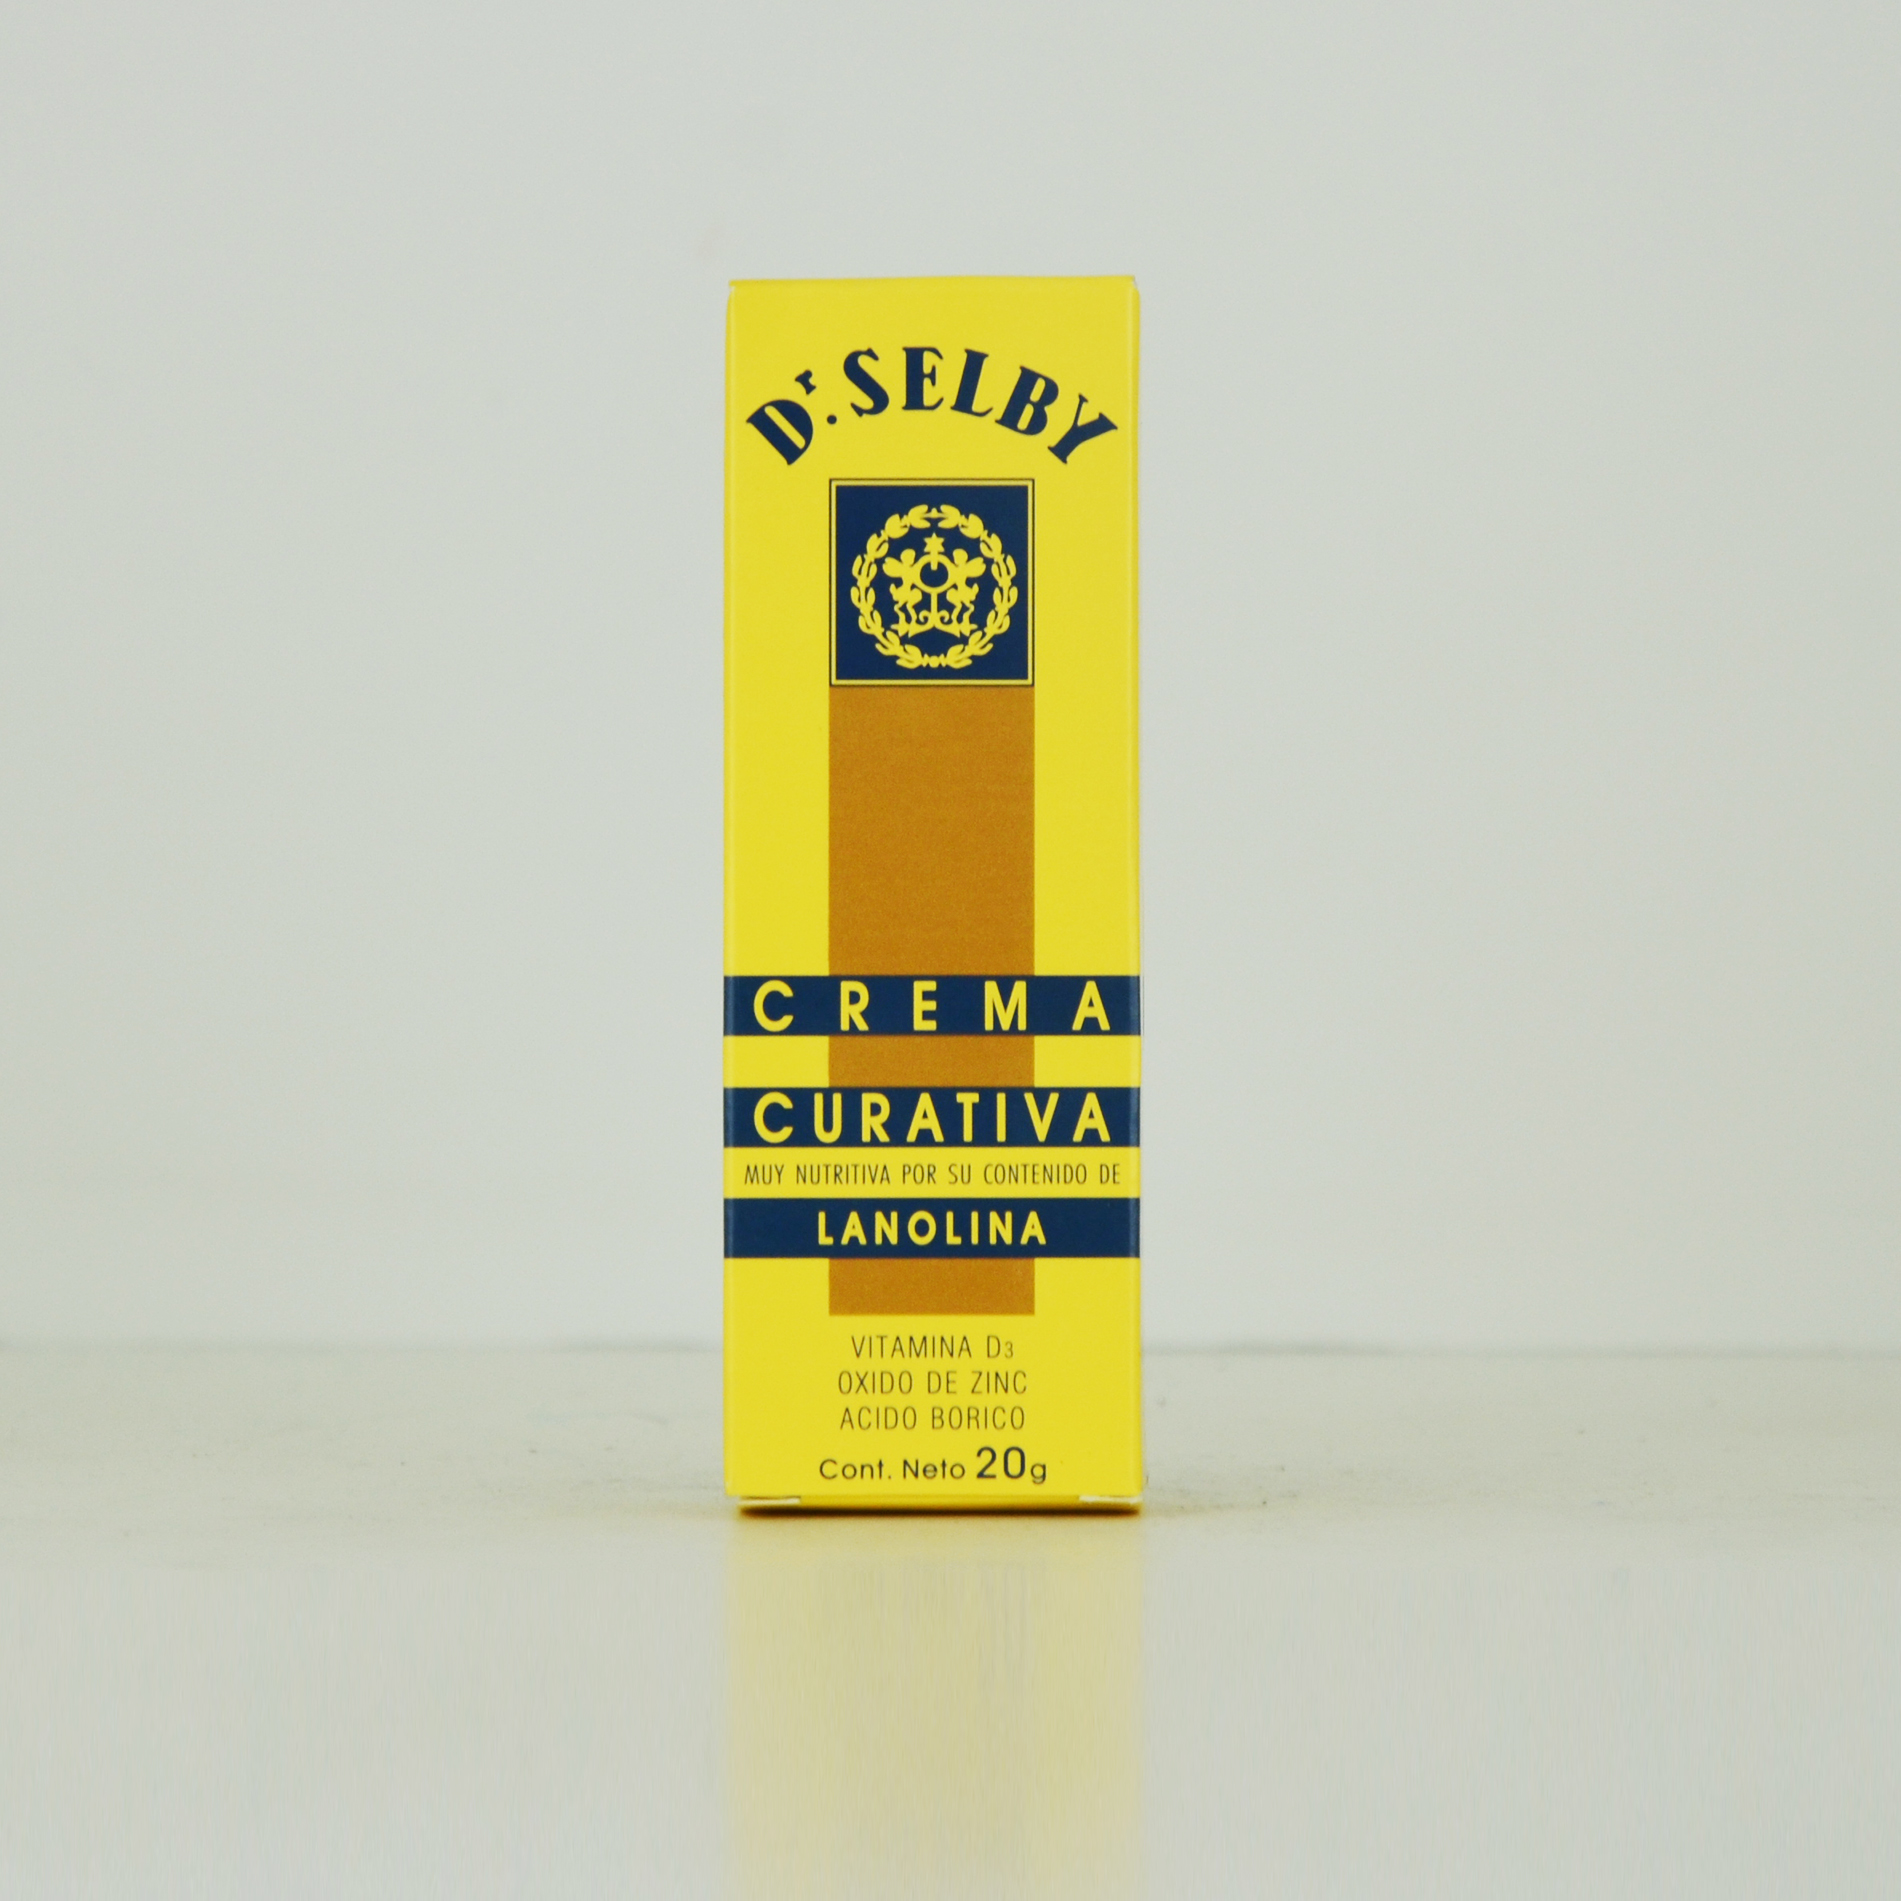 Dr. SELBY
CREMA
CURATIVA
MUY NUTRITIVA POR SU CONTENIDO DE
LANOLINA
VITAMINA D3
OXIDO DE ZINC
ACIDO BORICO
Cont. Neto 20g